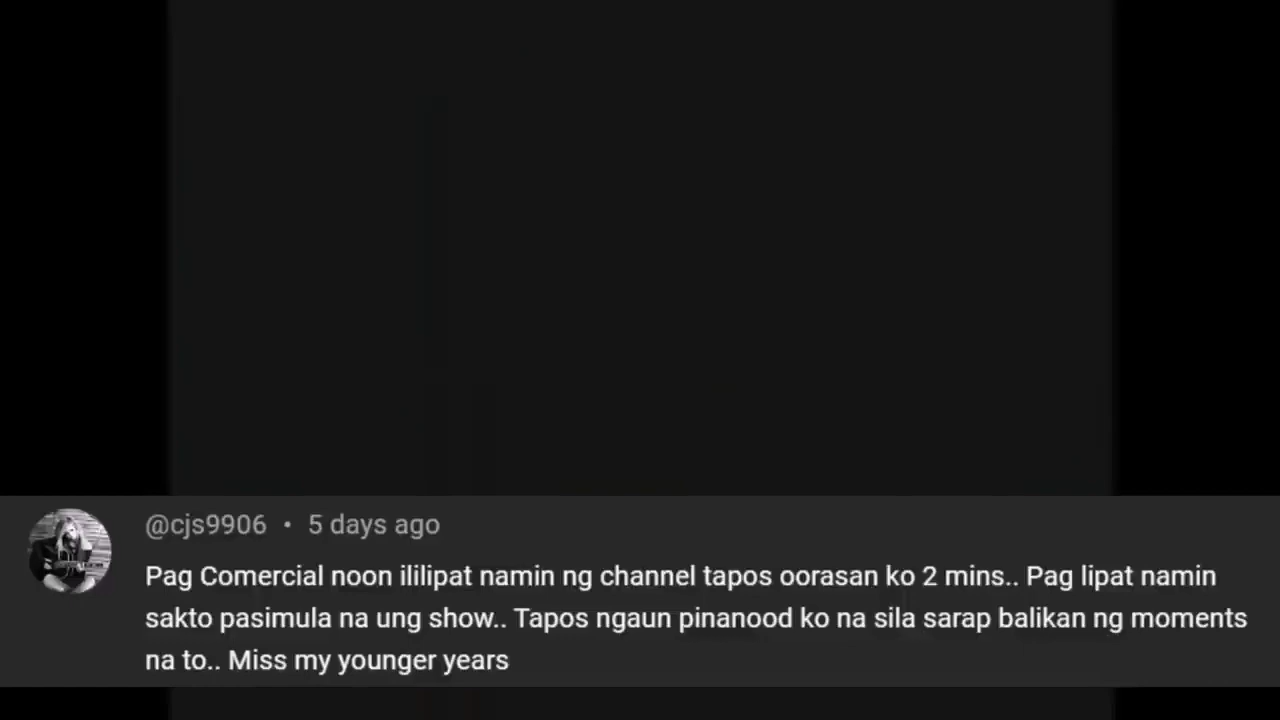 @cjs9906 • 5 days ago
Pag Comercial noon ililipat namin ng channel tapos oorasan ko 2 mins.. Pag lipat namin
sakto pasimula na ung show.. Tapos ngaun pinanood ko na sila sarap balikan ng moments
na to.. Miss my younger years